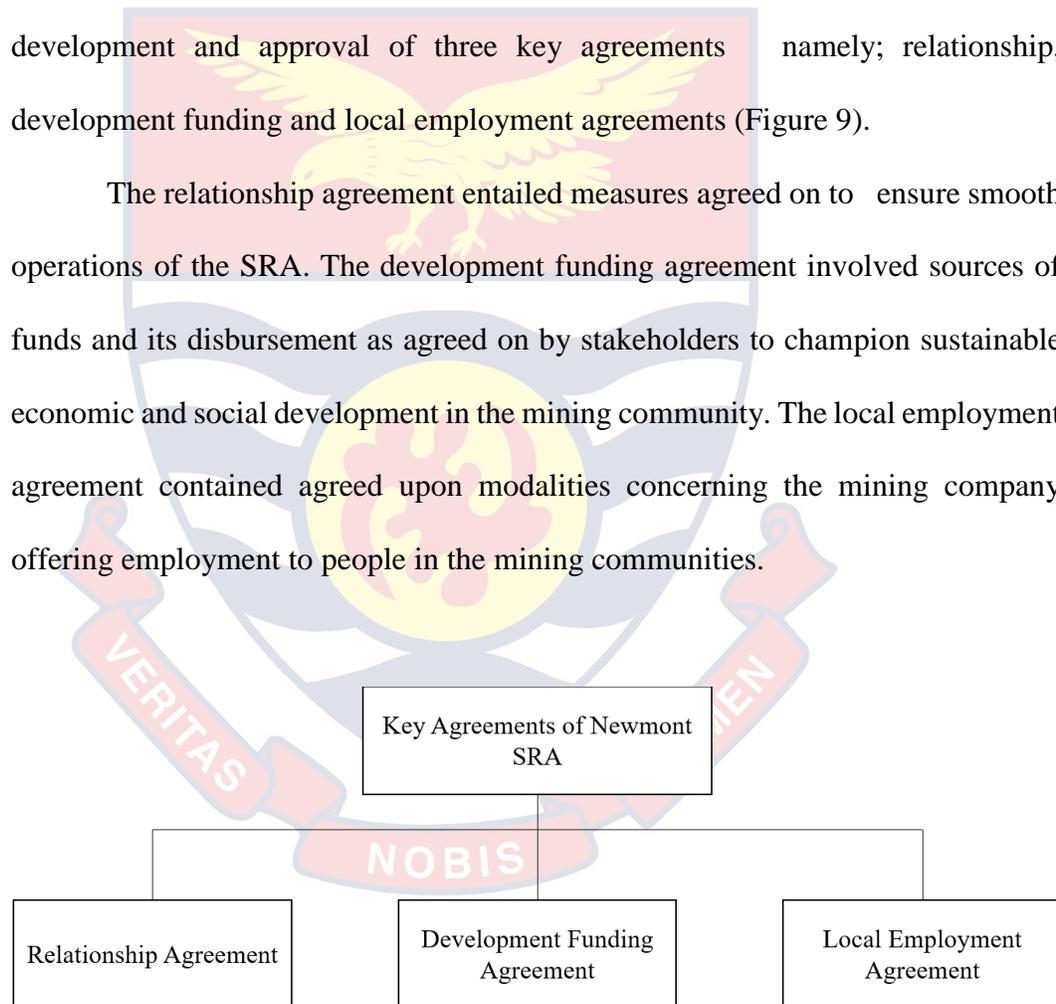 development and approval of three key agreements namely; relationship,
development funding and local employment agreements (Figure 9).
The relationship agreement entailed measures agreed on to ensure smooth
operations of the SRA. The development funding agreement involved sources of
funds and its disbursement as agreed on by stakeholders to champion sustainable
economic and social development in the mining community. The local employment
agreement contained agreed upon modalities concerning the mining company
offering employment to people in the mining communities.
Key Agreements of Newmont
SRA
Relationship Agreement
Development Funding
Agreement
Local Employment
Agreement
VERITAS
NOBIS
MEN